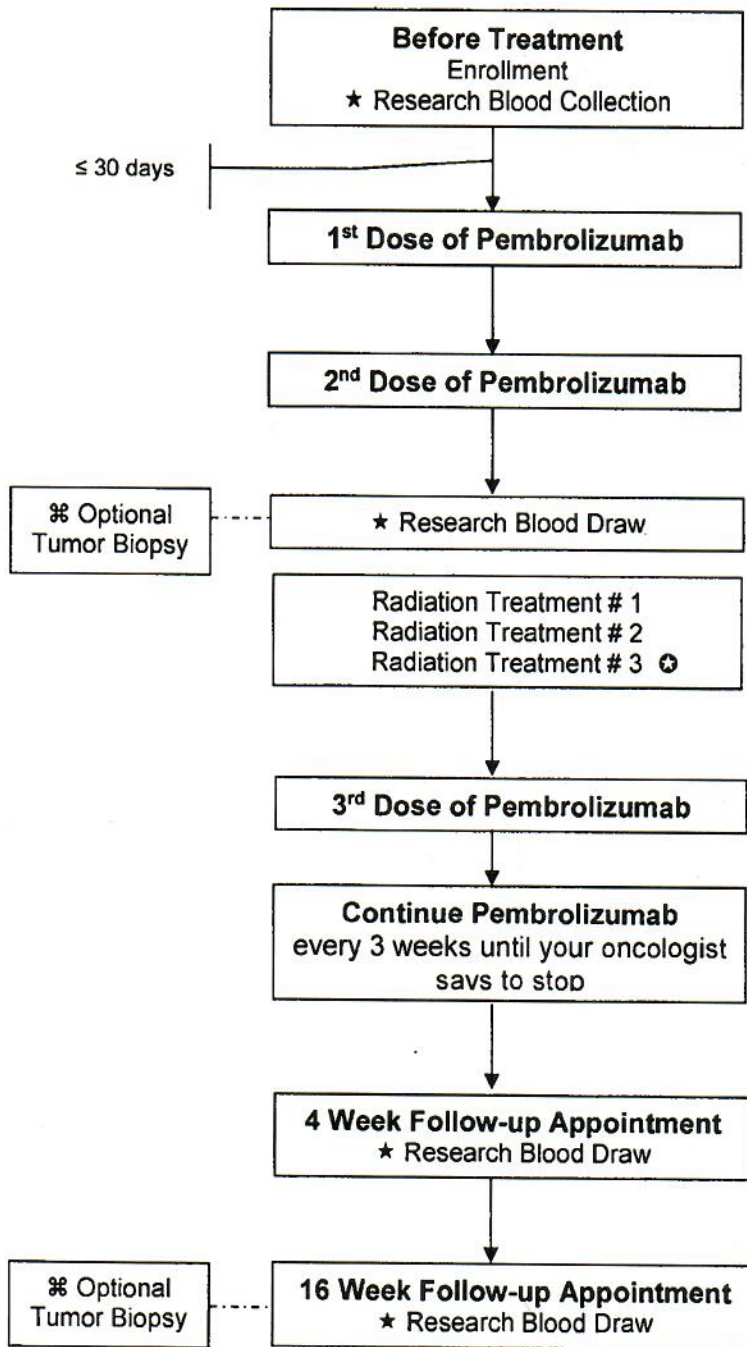 Before Treatment
Enrollment
★ Research Blood Collection
≤ 30 days
1st Dose of Pembrolizumab
2nd Dose of Pembrolizumab
⌘ Optional
Tumor Biopsy
★ Research Blood Draw
Radiation Treatment # 1
Radiation Treatment # 2
Radiation Treatment # 3 ✪
3rd Dose of Pembrolizumab
Continue Pembrolizumab
every 3 weeks until your oncologist
says to stop
4 Week Follow-up Appointment
★ Research Blood Draw
⌘ Optional
Tumor Biopsy
16 Week Follow-up Appointment
★ Research Blood Draw